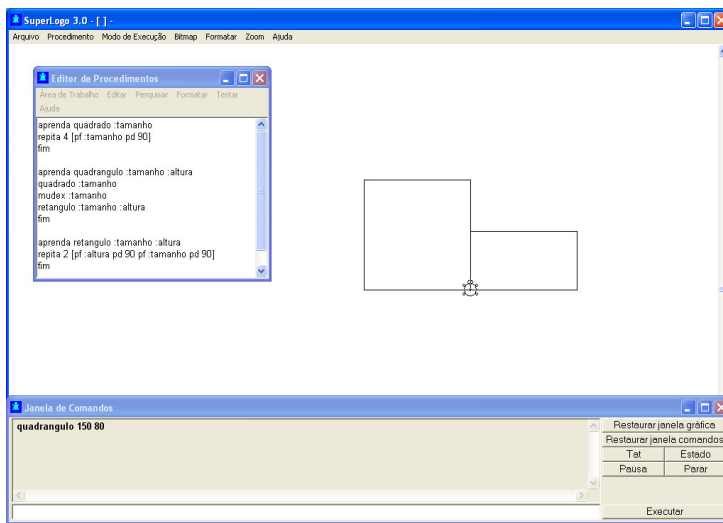 SuperLogo 3.0 - [ ] -
Arquivo Procedimento Modo de Execução Bitmap Formatar Zoom Ajuda
Editor de Procedimentos
Área de Trabalho Editar Pesquisar Formatar Testar
Ajuda
aprenda quadrado :tamanho
repita 4 [pf :tamanho pd 90]
fim
aprenda quadrangulo :tamanho :altura
quadrado :tamanho
mudex :tamanho
retangulo :tamanho :altura
fim
aprenda retangulo :tamanho :altura
repita 2 [pf :altura pd 90 pf :tamanho pd 90]
fim
Janela de Comandos
quadrangulo 150 80
Restaurar janela gráfica
Restaurar janela comandos
Tat Estado
Pausa Parar
Executar